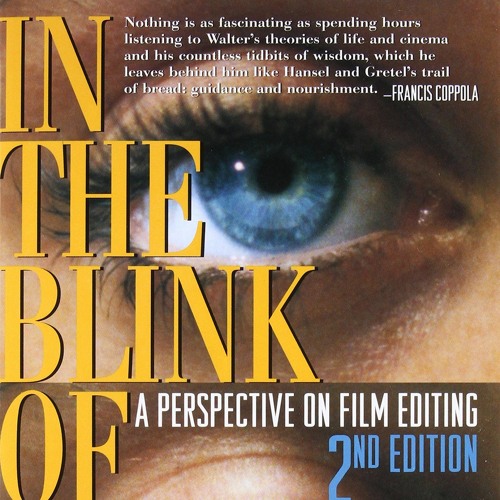 Nothing is as fascinating as spending hours
listening to Walter's theories of life and cinema
and his countless tidbits of wisdom, which he
leaves behind him like Hansel and Gretel's trail
of bread: guidance and nourishment. –FRANCIS COPPOLA
IN
THE
BLINK
OF
A PERSPECTIVE ON FILM EDITING
2ND EDITION